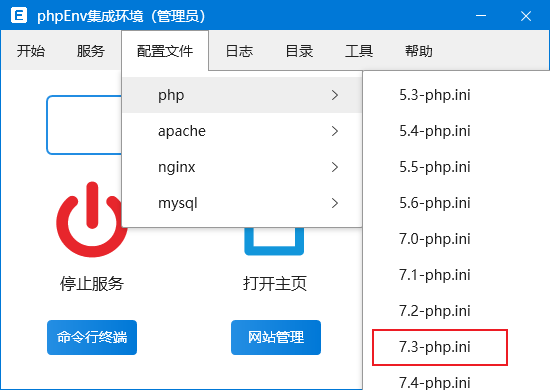 E phpEnv集成环境（管理员）
开始 服务 配置文件 日志 目录 工具 帮助
php
apache
nginx
mysql
5.3-php.ini
5.4-php.ini
5.5-php.ini
5.6-php.ini
7.0-php.ini
7.1-php.ini
7.2-php.ini
7.3-php.ini
7.4-php.ini
停止服务 打开主页
命令行终端 网站管理